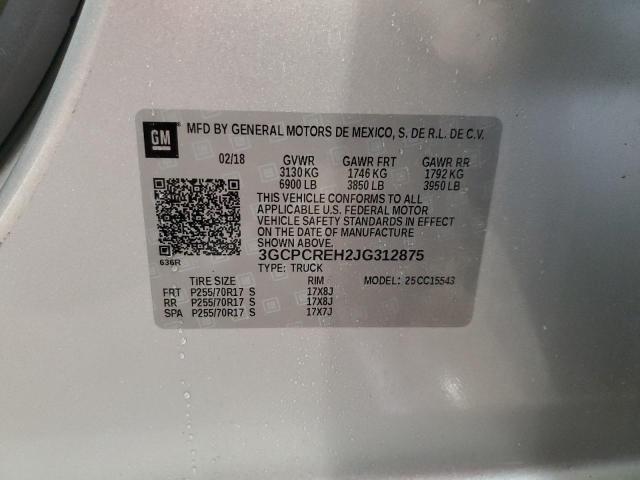 GM MFD BY GENERAL MOTORS DE MEXICO, S. DE R.L. DE C.V.
02/18 GVWR GAWR FRT GAWR RR
3130 KG 1746 KG 1792 KG
6900 LB 3850 LB 3950 LB
THIS VEHICLE CONFORMS TO ALL
APPLICABLE U.S. FEDERAL MOTOR
VEHICLE SAFETY STANDARDS IN EFFECT
ON THE DATE OF MANUFACTURE
SHOWN ABOVE.
636R 3GCPCREH2JG312875
TYPE: TRUCK
TIRE SIZE RIM MODEL: 25 CC15543
FRT P255/70R17 S 17X8J
RR P255/70R17 S 17X8J
SPA P255/70R17 S 17X7J